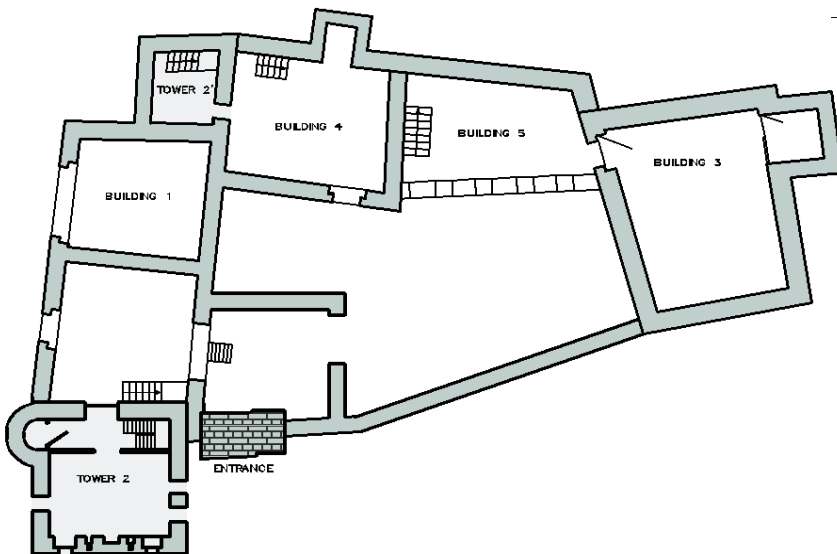 TOWER 2'
BUILDING 4
BUILDING 5
BUILDING 3
BUILDING 1
ENTRANCE
TOWER 2